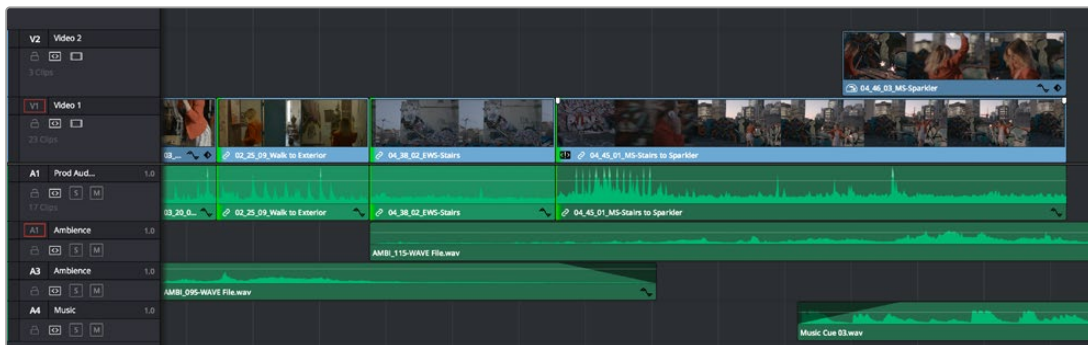 V2 Video 2
3 Clips
04_46_03_MS-Sparkler
V1 Video 1
23 Clips
03_... 02_25_09_Walk to Exterior 04_38_02_EWS-Stairs 04_45_01_MS-Stairs to Sparkler
A1 Prod Aud... 1.0
S M
17 Clips
03_20_0... 02_25_09_Walk to Exterior 04_38_02_EWS-Stairs 04_45_01_MS-Stairs to Sparkler
A1 Ambience 1.0
S M
AMBI_115-WAVE File.wav
A3 Ambience 1.0
S M
AMBI_095-WAVE File.wav
A4 Music 1.0
S M
Music Cue 03.wav